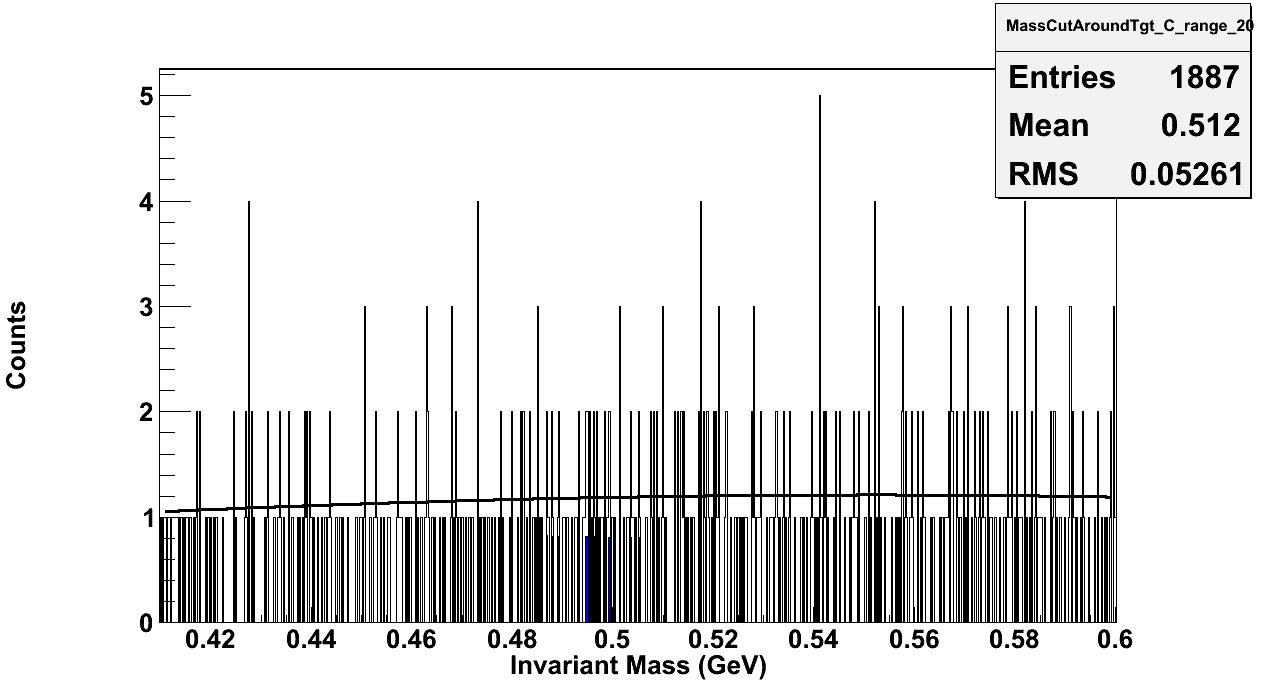 MassCutAroundTgt_C_range_20
Entries 1887
Mean 0.512
RMS 0.05261
5
4
3
2
1
0
Counts
0.42 0.44 0.46 0.48 0.5 0.52 0.54 0.56 0.58 0.6
Invariant Mass (GeV)